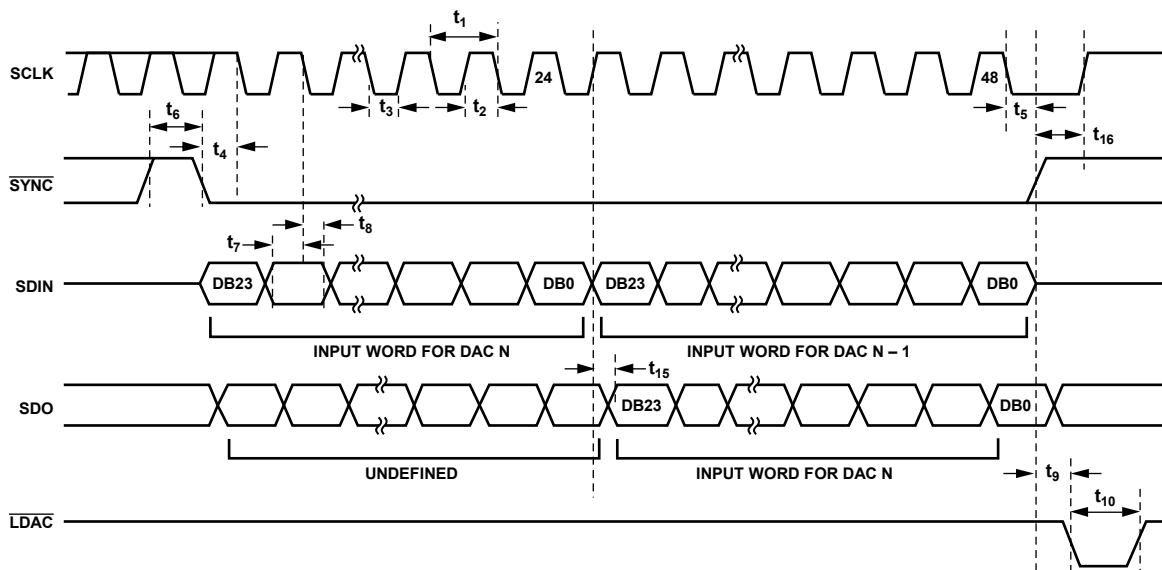 t1
SCLK
24
48
t3
t2
t5
t6
t4
t16
SYNC
t7
t8
SDIN
DB23
DB0
DB23
DB0
INPUT WORD FOR DAC N
INPUT WORD FOR DAC N – 1
t15
SDO
DB23
DB0
UNDEFINED
INPUT WORD FOR DAC N
t9
t10
LDAC